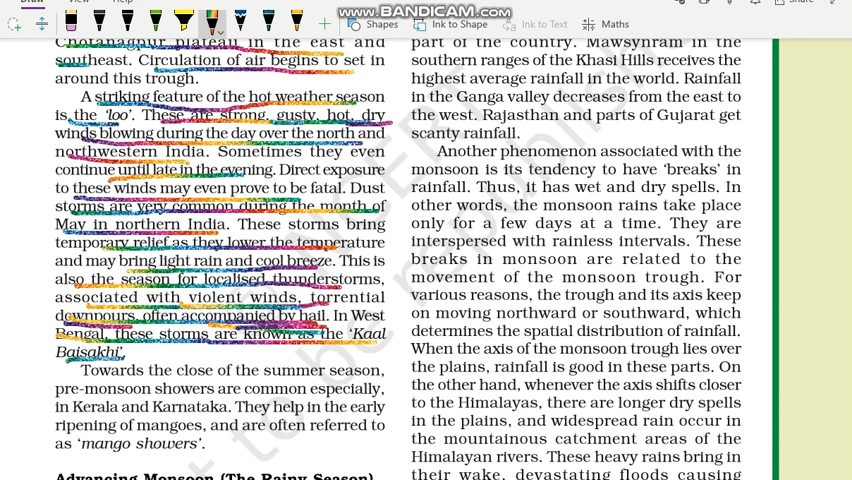 Draw
www.BANDICAM.com
Shapes
Ink to Shape
Ink to Text
Maths
Chotanagpur plateau in the east and
southeast. Circulation of air begins to set in
around this trough.
A striking feature of the hot weather season
is the 'loo'. These are strong, gusty, hot, dry
winds blowing during the day over the north and
northwestern India. Sometimes they even
continue until late in the evening. Direct exposure
to these winds may even prove to be fatal. Dust
storms are very common during the month of
May in northern India. These storms bring
temporary relief as they lower the temperature
and may bring light rain and cool breeze. This is
also the season for localised thunderstorms,
associated with violent winds, torrential
downpours, often accompanied by hail. In West
Bengal, these storms are known as the 'Kaal
Baisakhi'.
Towards the close of the summer season,
pre-monsoon showers are common especially,
in Kerala and Karnataka. They help in the early
ripening of mangoes, and are often referred to
as 'mango showers'.
Advancing Monsoon (The Rainy Season)
part of the country. Mawsynram in the
southern ranges of the Khasi Hills receives the
highest average rainfall in the world. Rainfall
in the Ganga valley decreases from the east to
the west. Rajasthan and parts of Gujarat get
scanty rainfall.
Another phenomenon associated with the
monsoon is its tendency to have 'breaks' in
rainfall. Thus, it has wet and dry spells. In
other words, the monsoon rains take place
only for a few days at a time. They are
interspersed with rainless intervals. These
breaks in monsoon are related to the
movement of the monsoon trough. For
various reasons, the trough and its axis keep
on moving northward or southward, which
determines the spatial distribution of rainfall.
When the axis of the monsoon trough lies over
the plains, rainfall is good in these parts. On
the other hand, whenever the axis shifts closer
to the Himalayas, there are longer dry spells
in the plains, and widespread rain occur in
the mountainous catchment areas of the
Himalayan rivers. These heavy rains bring in
their wake, devastating floods causing